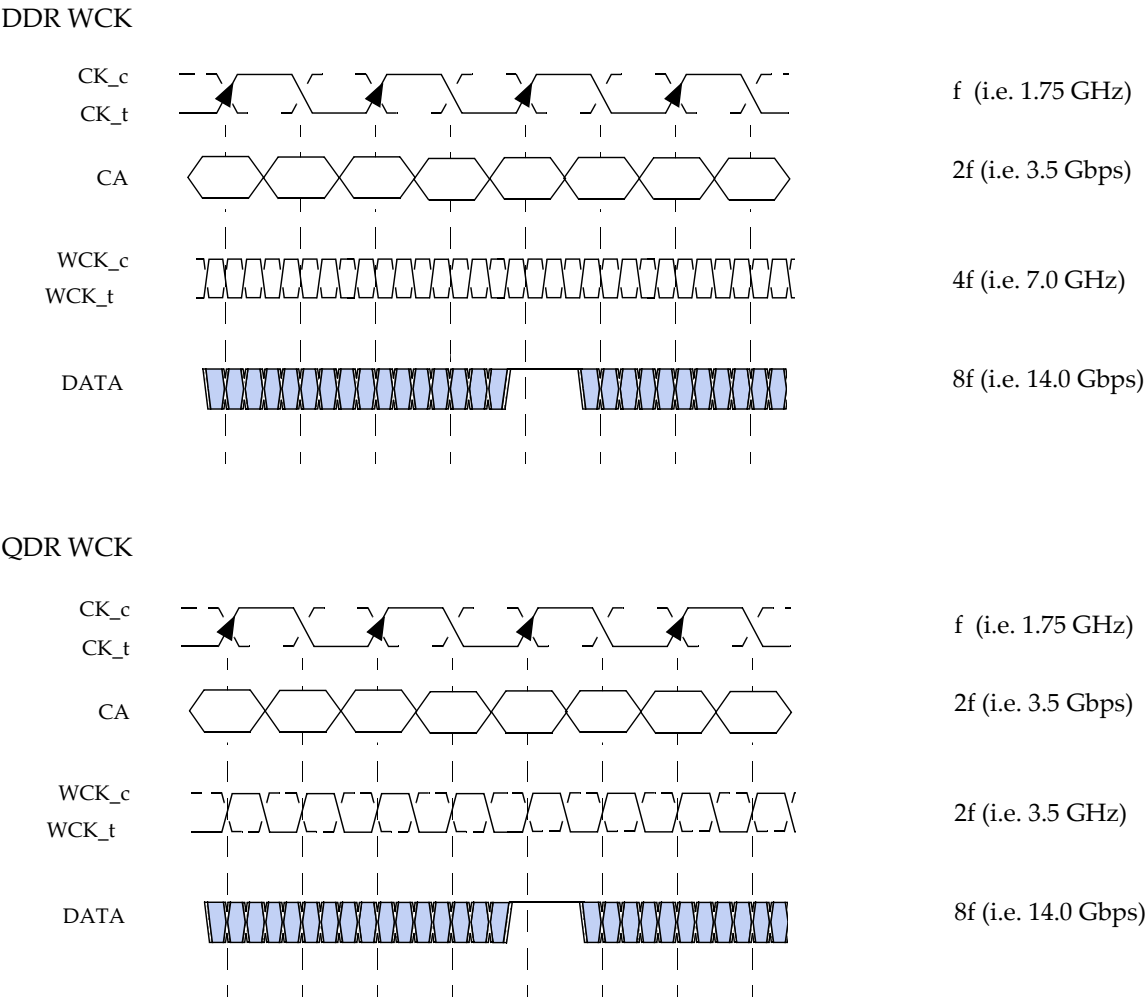 DDR WCK
CK_c
CK_t
f (i.e. 1.75 GHz)
CA
2f (i.e. 3.5 Gbps)
WCK_c
WCK_t
4f (i.e. 7.0 GHz)
DATA
8f (i.e. 14.0 Gbps)
QDR WCK
CK_c
CK_t
f (i.e. 1.75 GHz)
CA
2f (i.e. 3.5 Gbps)
WCK_c
WCK_t
2f (i.e. 3.5 GHz)
DATA
8f (i.e. 14.0 Gbps)